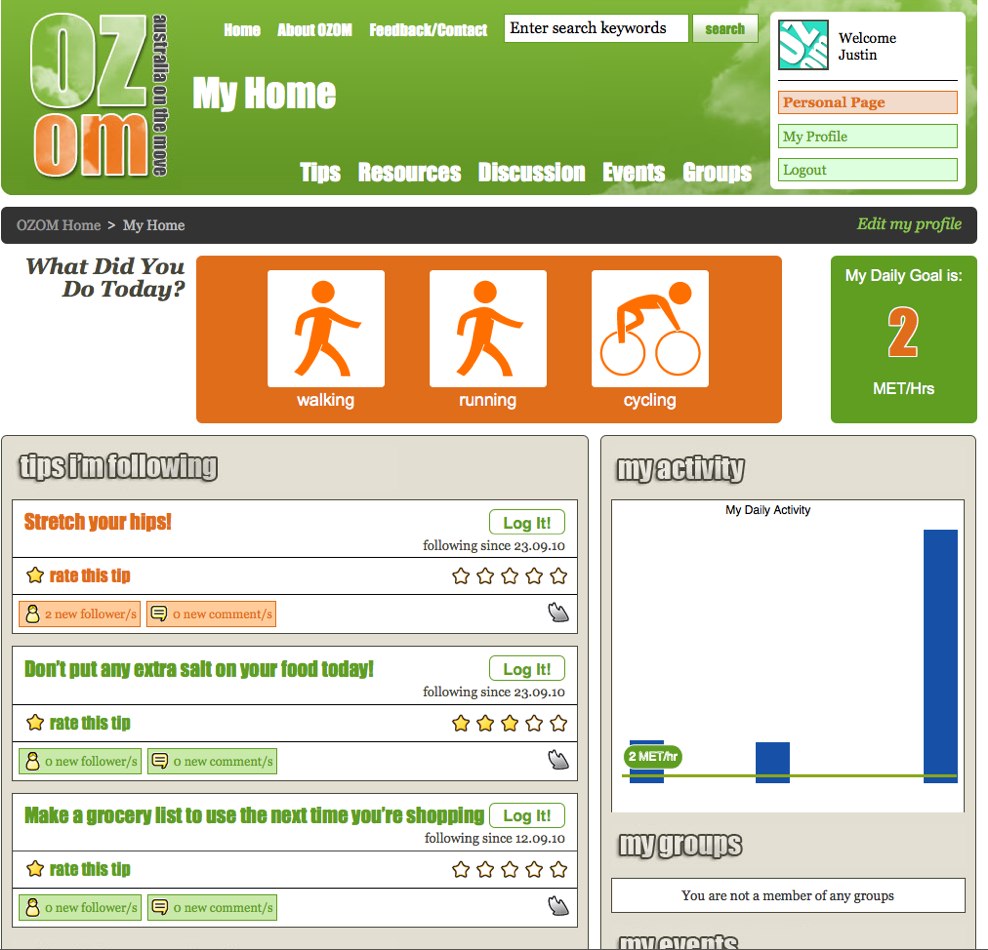 OZ
om
australia on the move
Home About OZOM Feedback/Contact
Enter search keywords
search
Welcome
Justin
My Home
Personal Page
My Profile
Logout
Tips Resources Discussion Events Groups
OZOM Home > My Home
Edit my profile
What Did You
Do Today?
walking
running
cycling
My Daily Goal is:
2
MET/Hrs
tips i'm following
Stretch your hips!
Log It!
following since 23.09.10
rate this tip
2 new follower/s
0 new comment/s
Don't put any extra salt on your food today!
Log It!
following since 23.09.10
rate this tip
0 new follower/s
0 new comment/s
Make a grocery list to use the next time you're shopping
Log It!
following since 12.09.10
rate this tip
0 new follower/s
0 new comment/s
my activity
My Daily Activity
2 MET/hr
my groups
You are not a member of any groups
my events